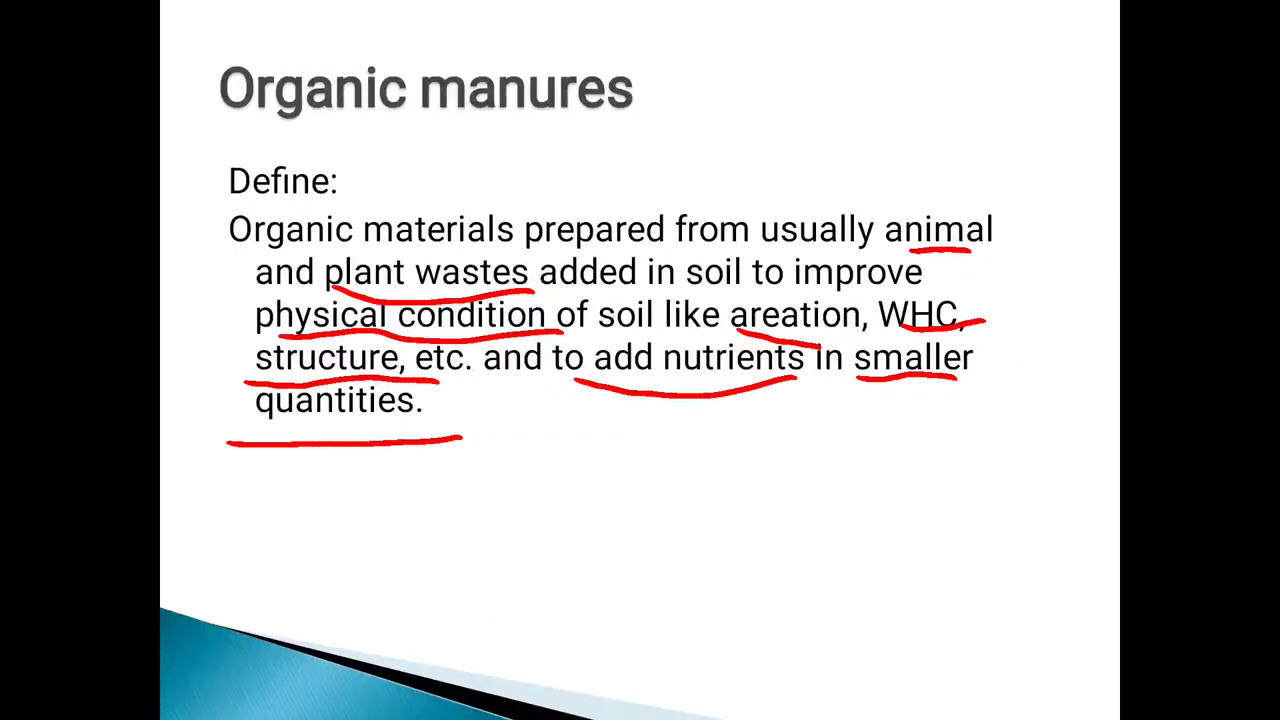 Organic manures
Define:
Organic materials prepared from usually animal
and plant wastes added in soil to improve
physical condition of soil like areation, WHC,
structure, etc. and to add nutrients in smaller
quantities.